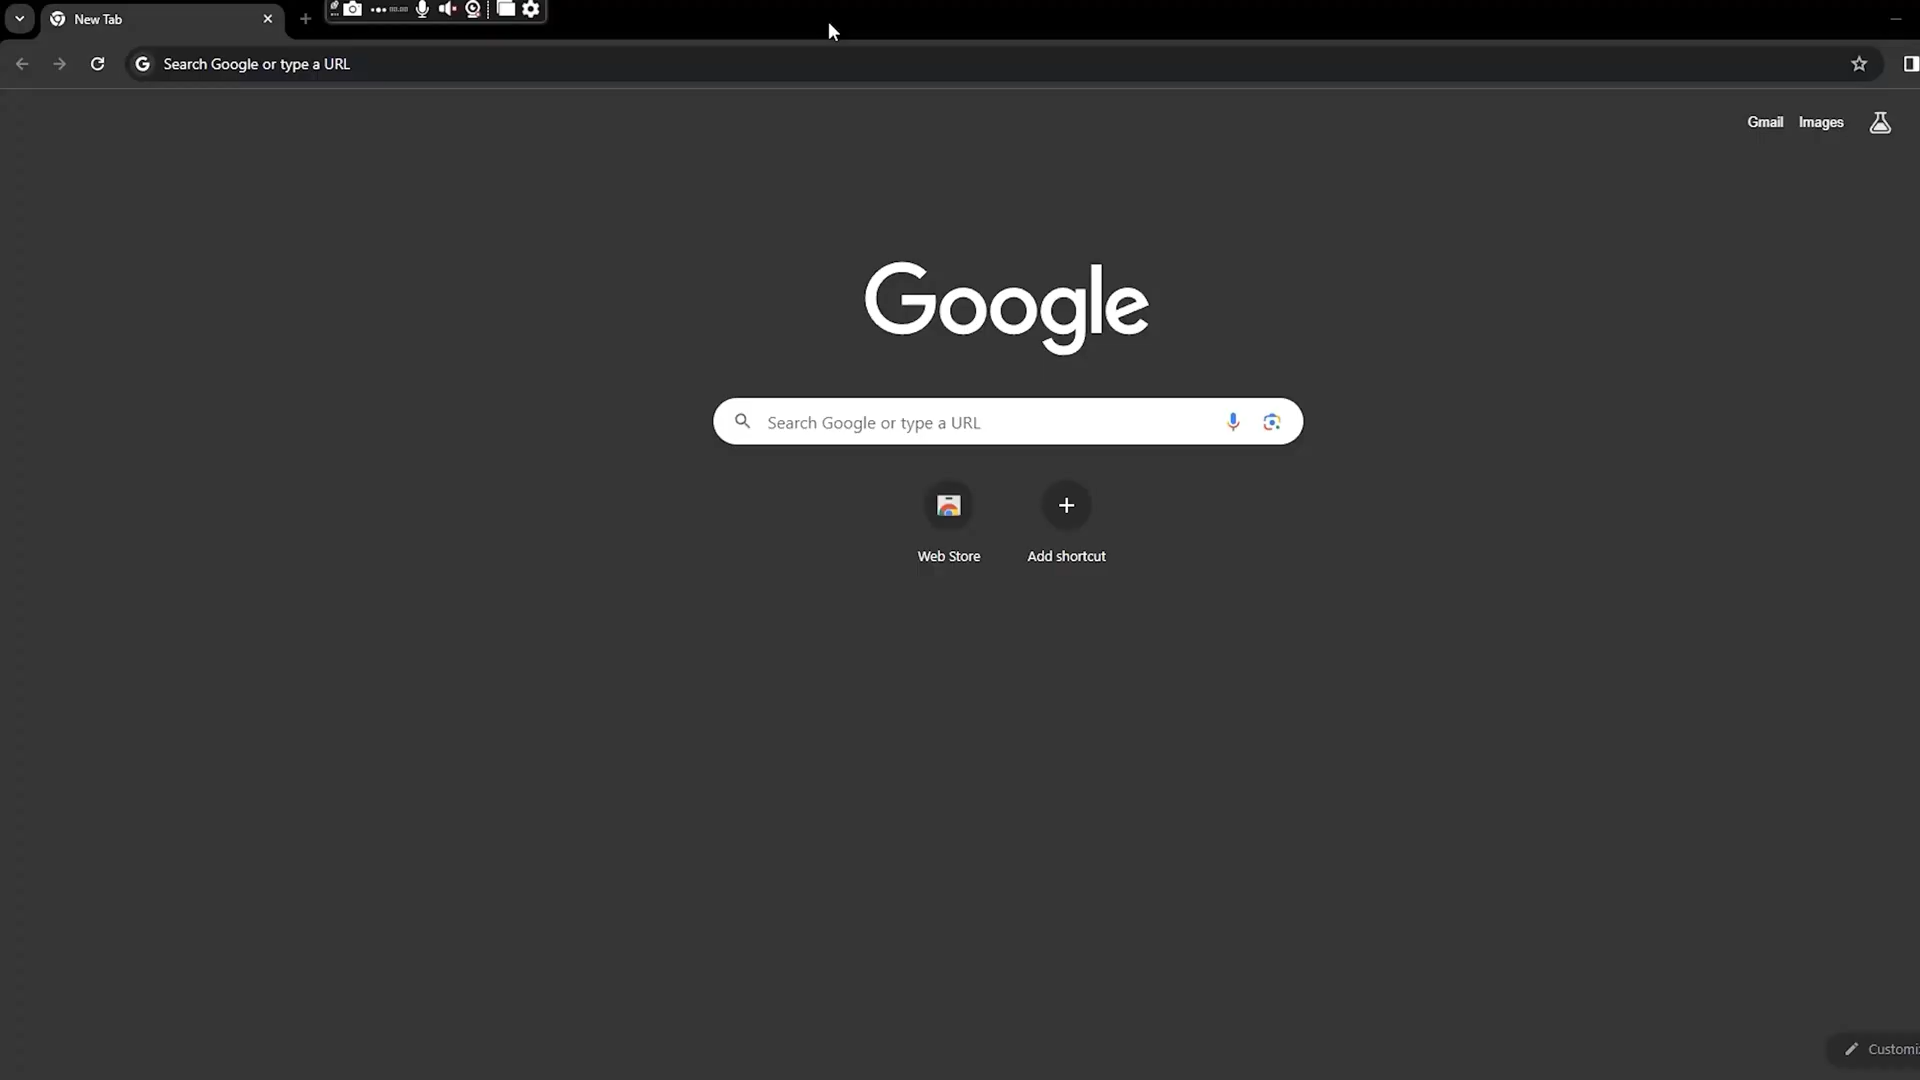 New Tab
Search Google or type a URL
Gmail Images
Google
Search Google or type a URL
Web Store Add shortcut